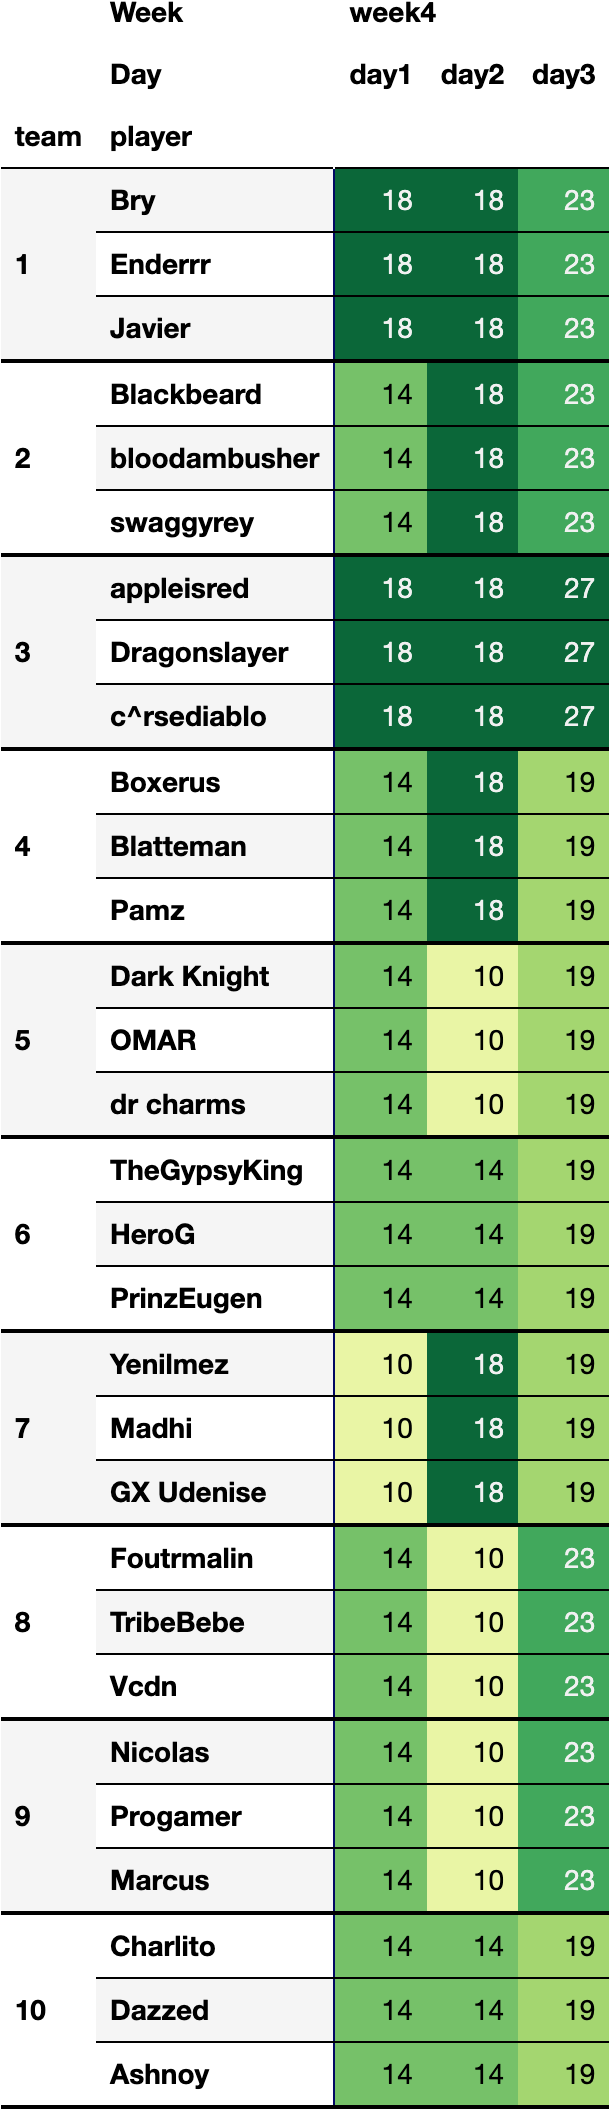 Week week4
Day day1 day2 day3
team player
Bry 18 18 23
1 Enderrr 18 18 23
Javier 18 18 23
Blackbeard 14 18 23
2 bloodambusher 14 18 23
swaggyrey 14 18 23
appleisred 18 18 27
3 Dragonslayer 18 18 27
c^rsediablo 18 18 27
Boxerus 14 18 19
4 Blatteman 14 18 19
Pamz 14 18 19
Dark Knight 14 10 19
5 OMAR 14 10 19
dr charms 14 10 19
TheGypsyKing 14 14 19
6 HeroG 14 14 19
PrinzEugen 14 14 19
Yenilmez 10 18 19
7 Madhi 10 18 19
GX Udenise 10 18 19
Foutrmalin 14 10 23
8 TribeBebe 14 10 23
Vcdn 14 10 23
Nicolas 14 10 23
9 Progamer 14 10 23
Marcus 14 10 23
Charlito 14 14 19
10 Dazzed 14 14 19
Ashnoy 14 14 19